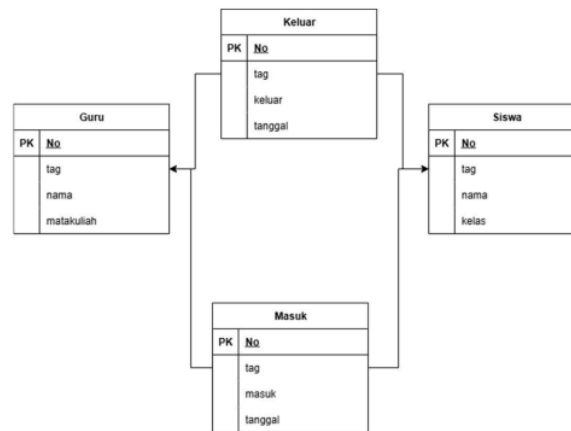 Keluar
PK No
tag
keluar
tanggal
Guru
PK No
tag
nama
matakuliah
Siswa
PK No
tag
nama
kelas
Masuk
PK No
tag
masuk
tanggal